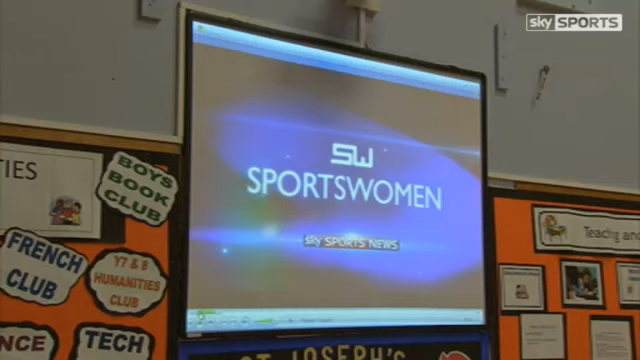 sky SPORTS
SW
SPORTSWOMEN
sky SPORTS NEWS
TIES
BOYS
BOOK
CLUB
FRENCH
CLUB
Y7 & 8
HUMANITIES
CLUB
NCE
TECH
Teachg and
ST JOSEPH'S